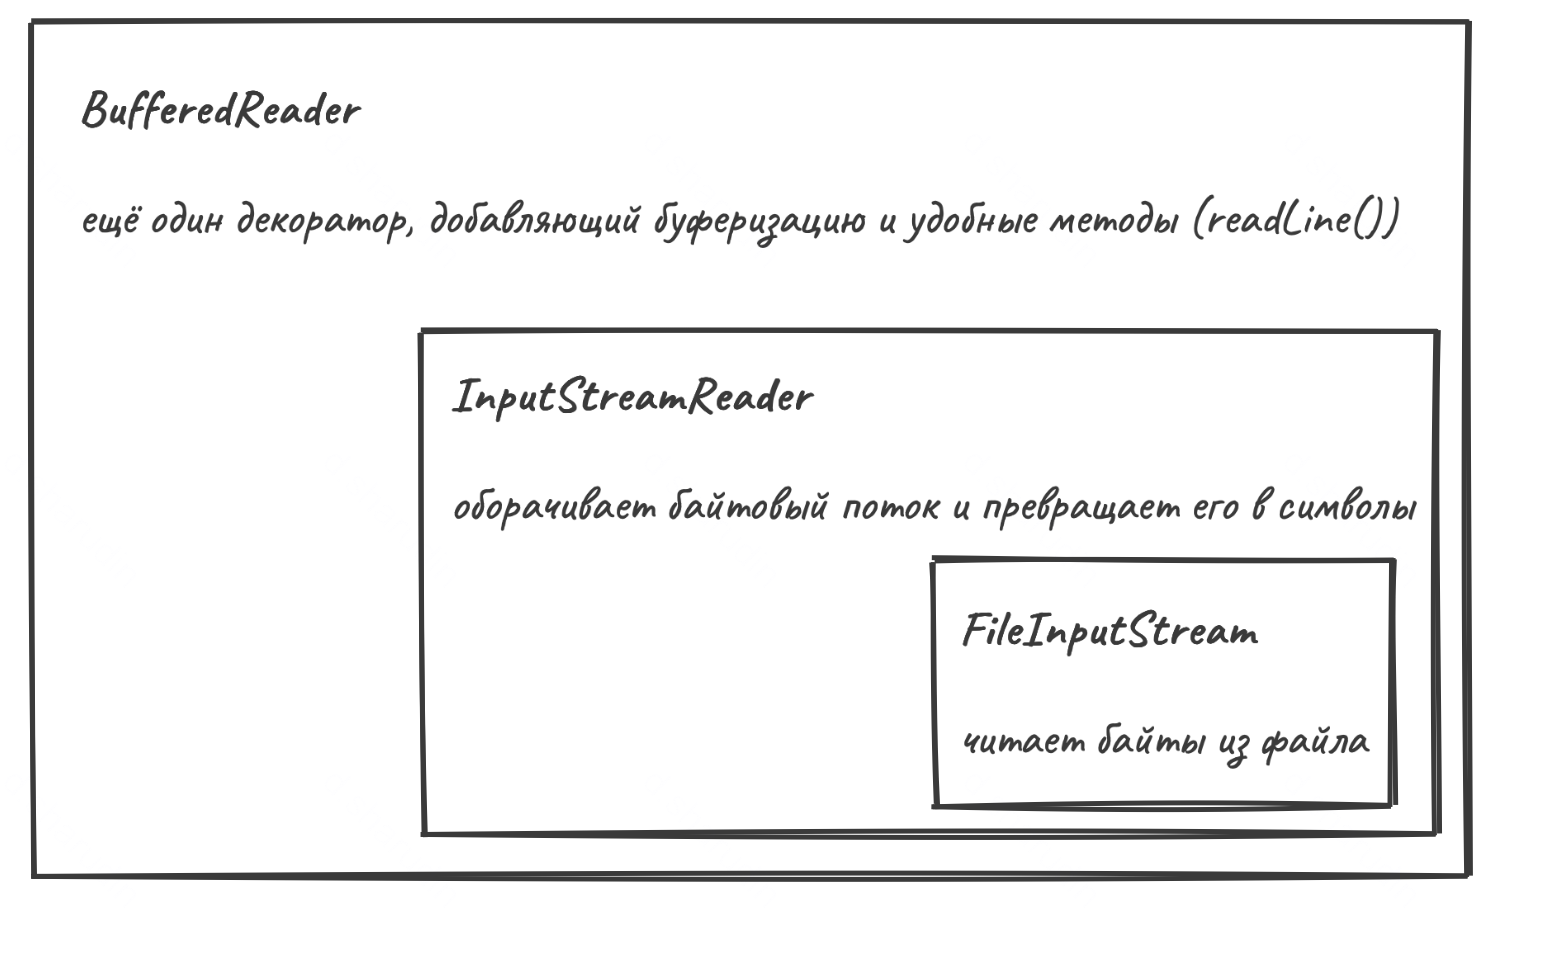 BufferedReader
ещё один декоратор, добавляющий буферизацию и удобные методы (readLine())
InputStreamReader
оборачивает байтовый поток и превращает его в символы
FileInputStream
читает байты из файла